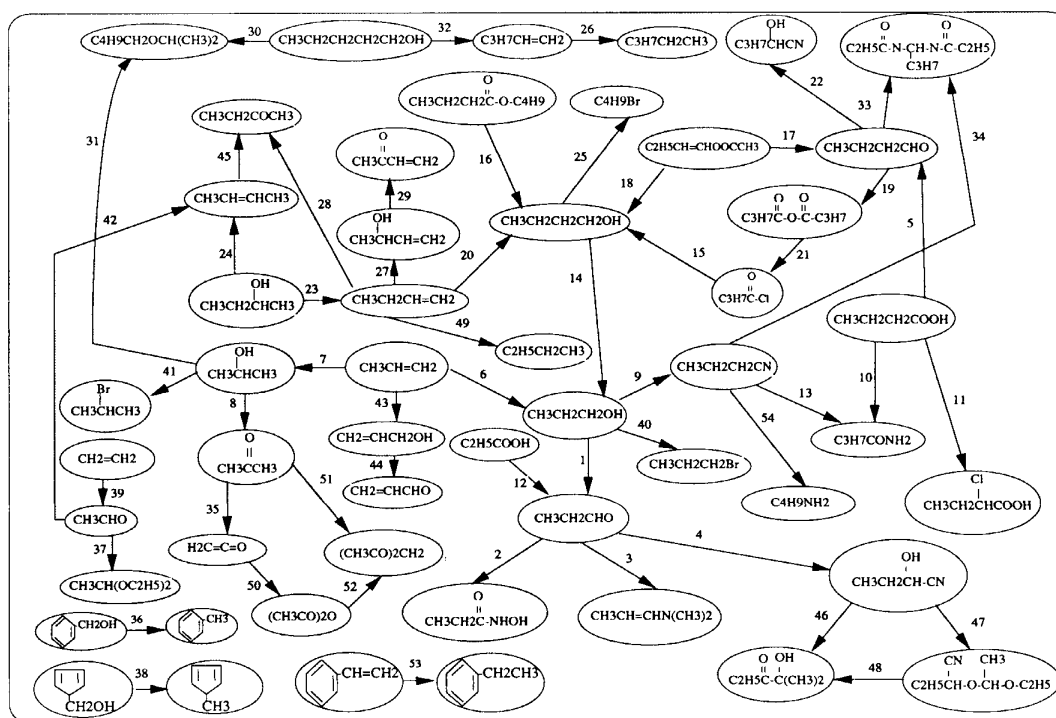 C4H9CH2OCH(CH3)2
30
CH3CH2CH2CH2CH2OH
32
C3H7CH=CH2
26
C3H7CH2CH3
OH
C3H7CHCN
O O
C2H5C-N-CH-N-C-C2H5
C3H7
22
33
34
31
O
CH3CH2CH2C-O-C4H9
C4H9Br
CH3CH2COCH3
45
O
CH3CCH=CH2
16
25
C2H5CH=CHOOCCH3
17
CH3CH2CH2CHO
42
28
29
18
19
5
CH3CH=CHCH3
OH
CH3CHCH=CH2
CH3CH2CH2CH2OH
O O
C3H7C-O-C-C3H7
24
27
20
14
15
21
OH
CH3CH2CHCH3
23
CH3CH2CH=CH2
O
C3H7C-Cl
49
CH3CH2CH2COOH
C2H5CH2CH3
41
OH
CH3CHCH3
7
CH3CH=CH2
6
CH3CH2CH2CN
9
10
11
13
Br
CH3CHCH3
8
43
CH3CH2CH2OH
40
54
C3H7CONH2
CH2=CH2
O
CH3CCH3
CH2=CHCH2OH
C2H5COOH
1
CH3CH2CH2Br
44
12
39
51
CH2=CHCHO
C4H9NH2
Cl
CH3CH2CHCOOH
CH3CHO
35
CH3CH2CHO
4
37
H2C=C=O
(CH3CO)2CH2
2
3
OH
CH3CH2CH-CN
CH3CH(OC2H5)2
50
52
O
CH3CH2C-NHOH
CH3CH=CHN(CH3)2
46
47
(CH3CO)2O
CH2OH
36
CH3
O OH
C2H5C-C(CH3)2
48
CN CH3
C2H5CH-O-CH-O-C2H5
38
CH2OH
CH3
CH=CH2
53
CH2CH3